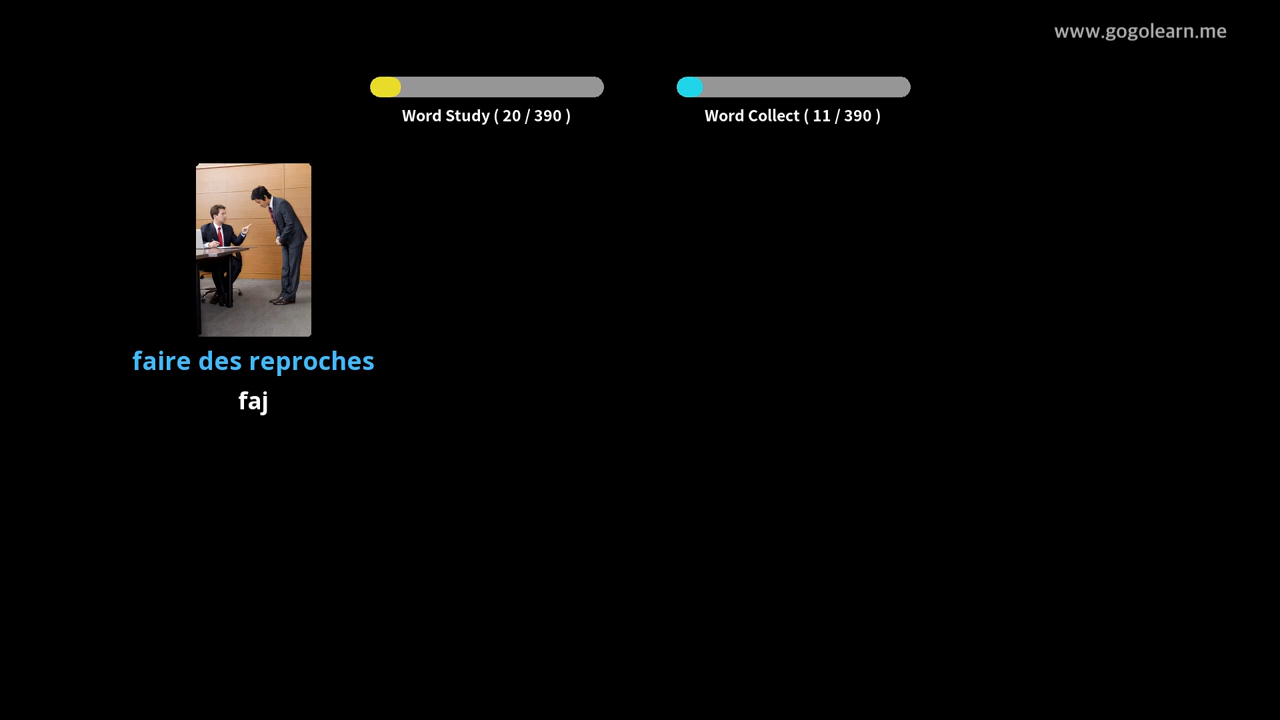 www.gogolearn.me
Word Study ( 20 / 390 )
Word Collect ( 11 / 390 )
faire des reproches
faj